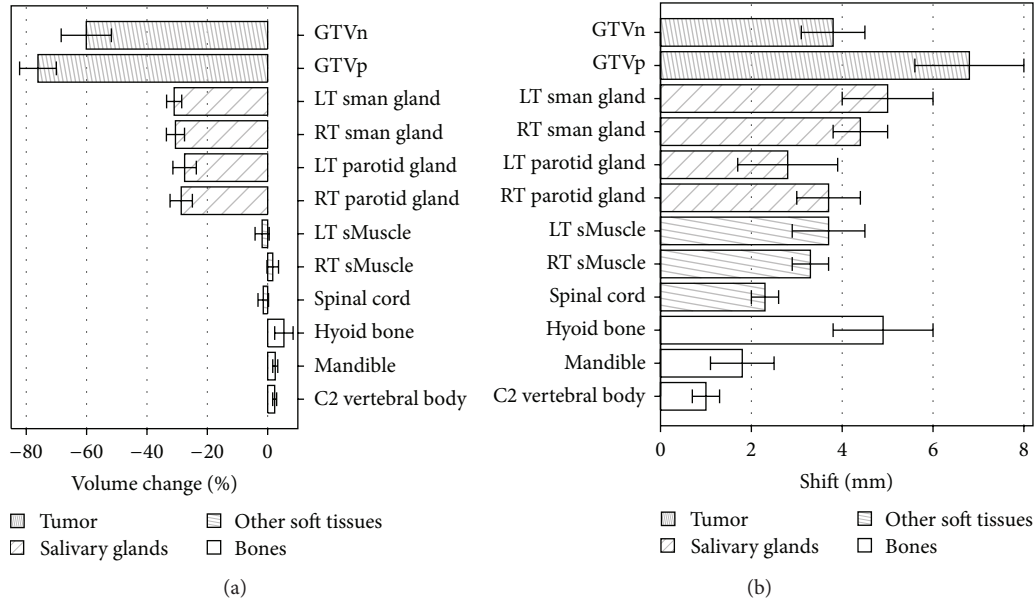 GTVn
GTVp
LT sman gland
RT sman gland
LT parotid gland
RT parotid gland
LT sMuscle
RT sMuscle
Spinal cord
Hyoid bone
Mandible
C2 vertebral body
−80 −60 −40 −20 0
Volume change (%)
Tumor Other soft tissues
Salivary glands Bones
(a)
GTVn
GTVp
LT sman gland
RT sman gland
LT parotid gland
RT parotid gland
LT sMuscle
RT sMuscle
Spinal cord
Hyoid bone
Mandible
C2 vertebral body
0 2 4 6 8
Shift (mm)
Tumor Other soft tissues
Salivary glands Bones
(b)